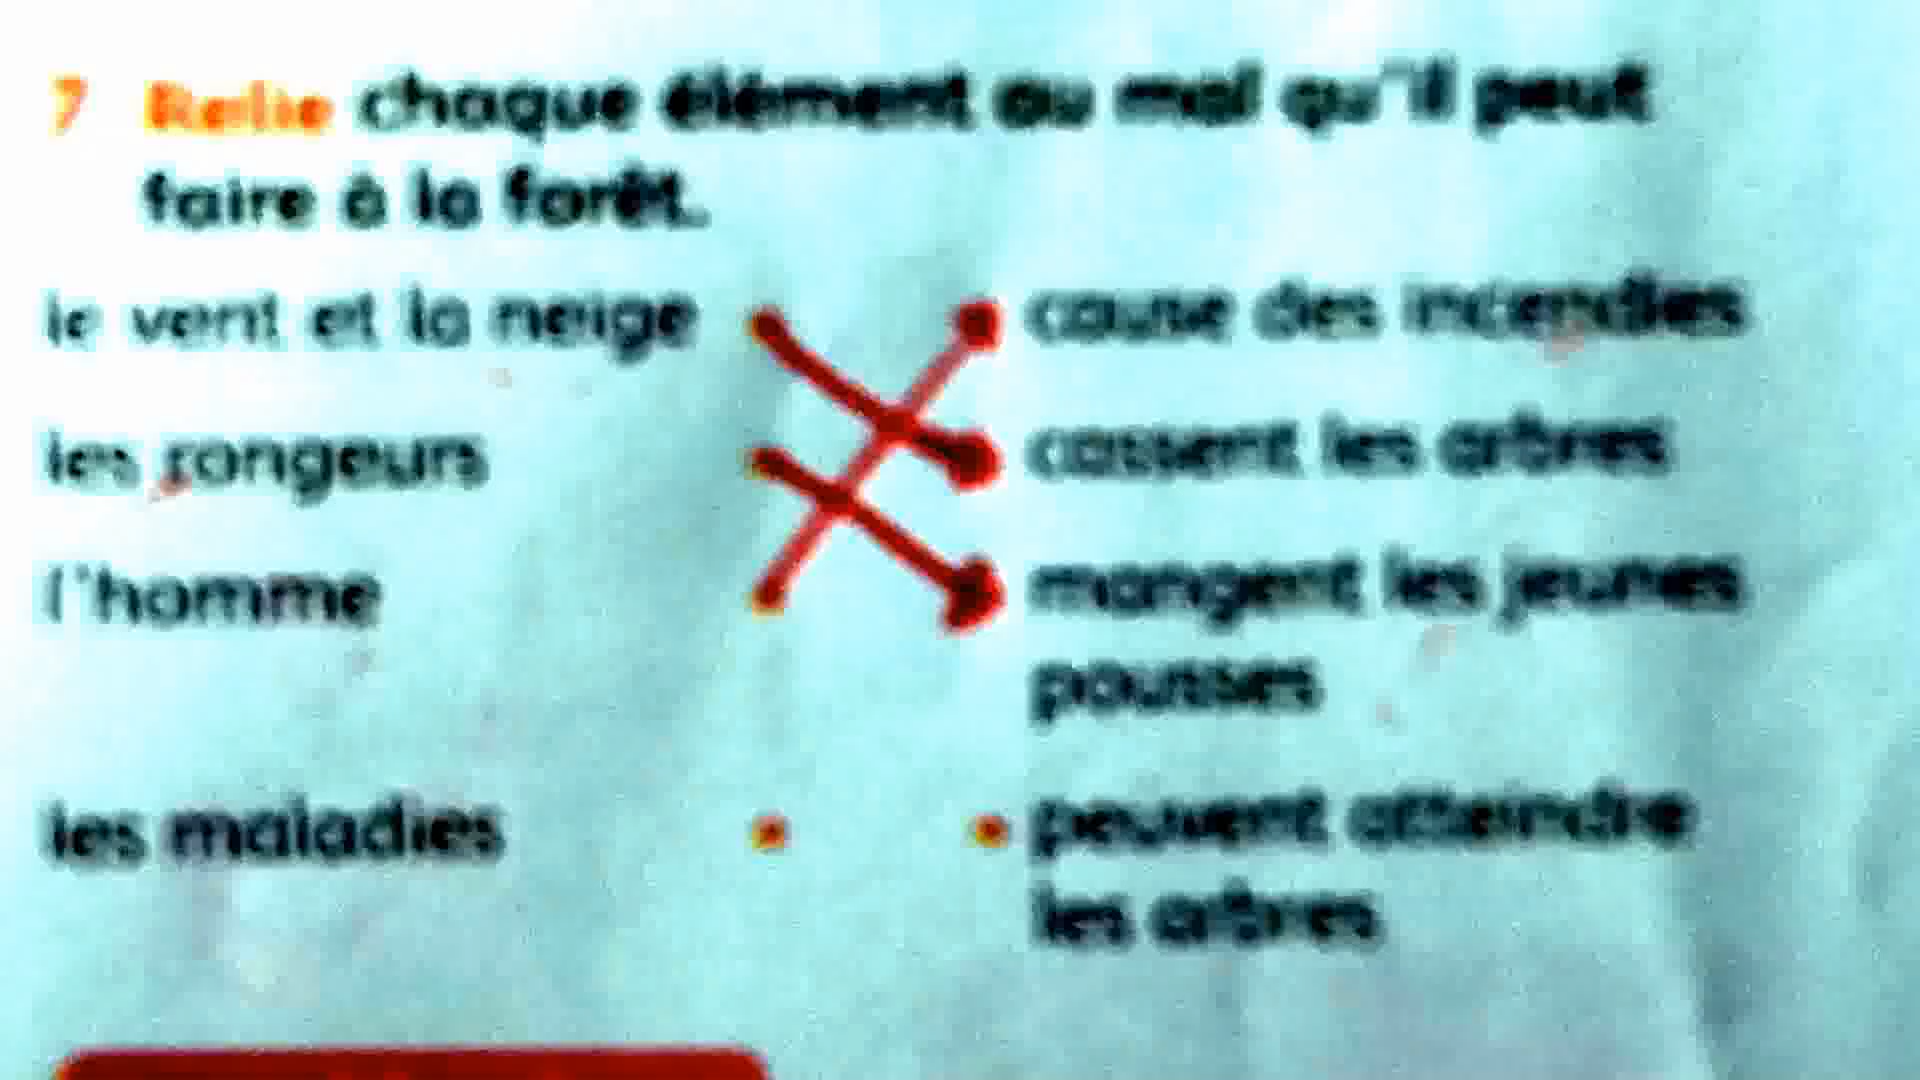 7 Relie chaque élément au mal qu'il peut
faire à la forêt.
le vent et la neige
cause des incendies
les rongeurs
cassent les arbres
l'homme
mangent les jeunes
pousses
les maladies
peuvent atteindre
les arbres